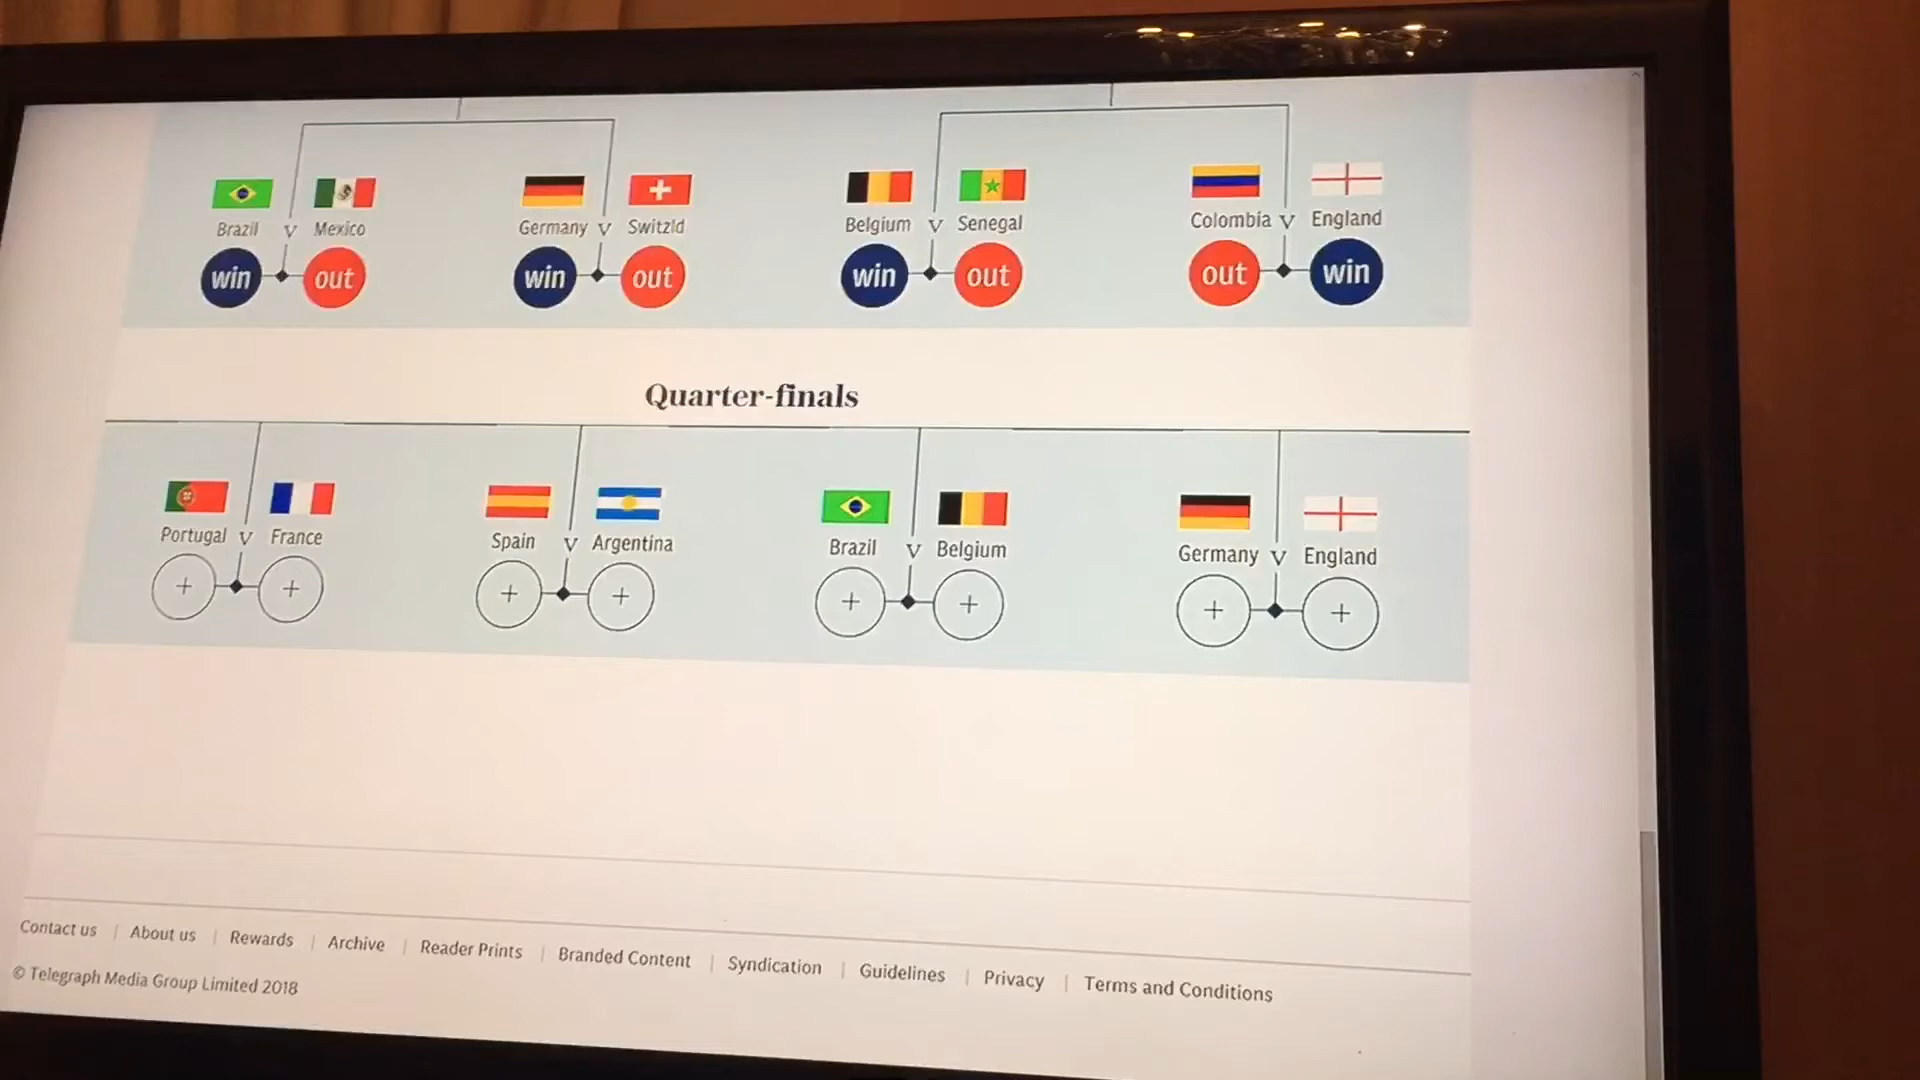 Brazil v Mexico
win out
Germany v Switzld
win out
Belgium v Senegal
win out
Colombia v England
out win
Quarter-finals
Portugal v France
+ +
Spain v Argentina
+ +
Brazil v Belgium
+ +
Germany v England
+ +
Contact us | About us | Rewards | Archive | Reader Prints | Branded Content | Syndication | Guidelines | Privacy | Terms and Conditions
© Telegraph Media Group Limited 2018